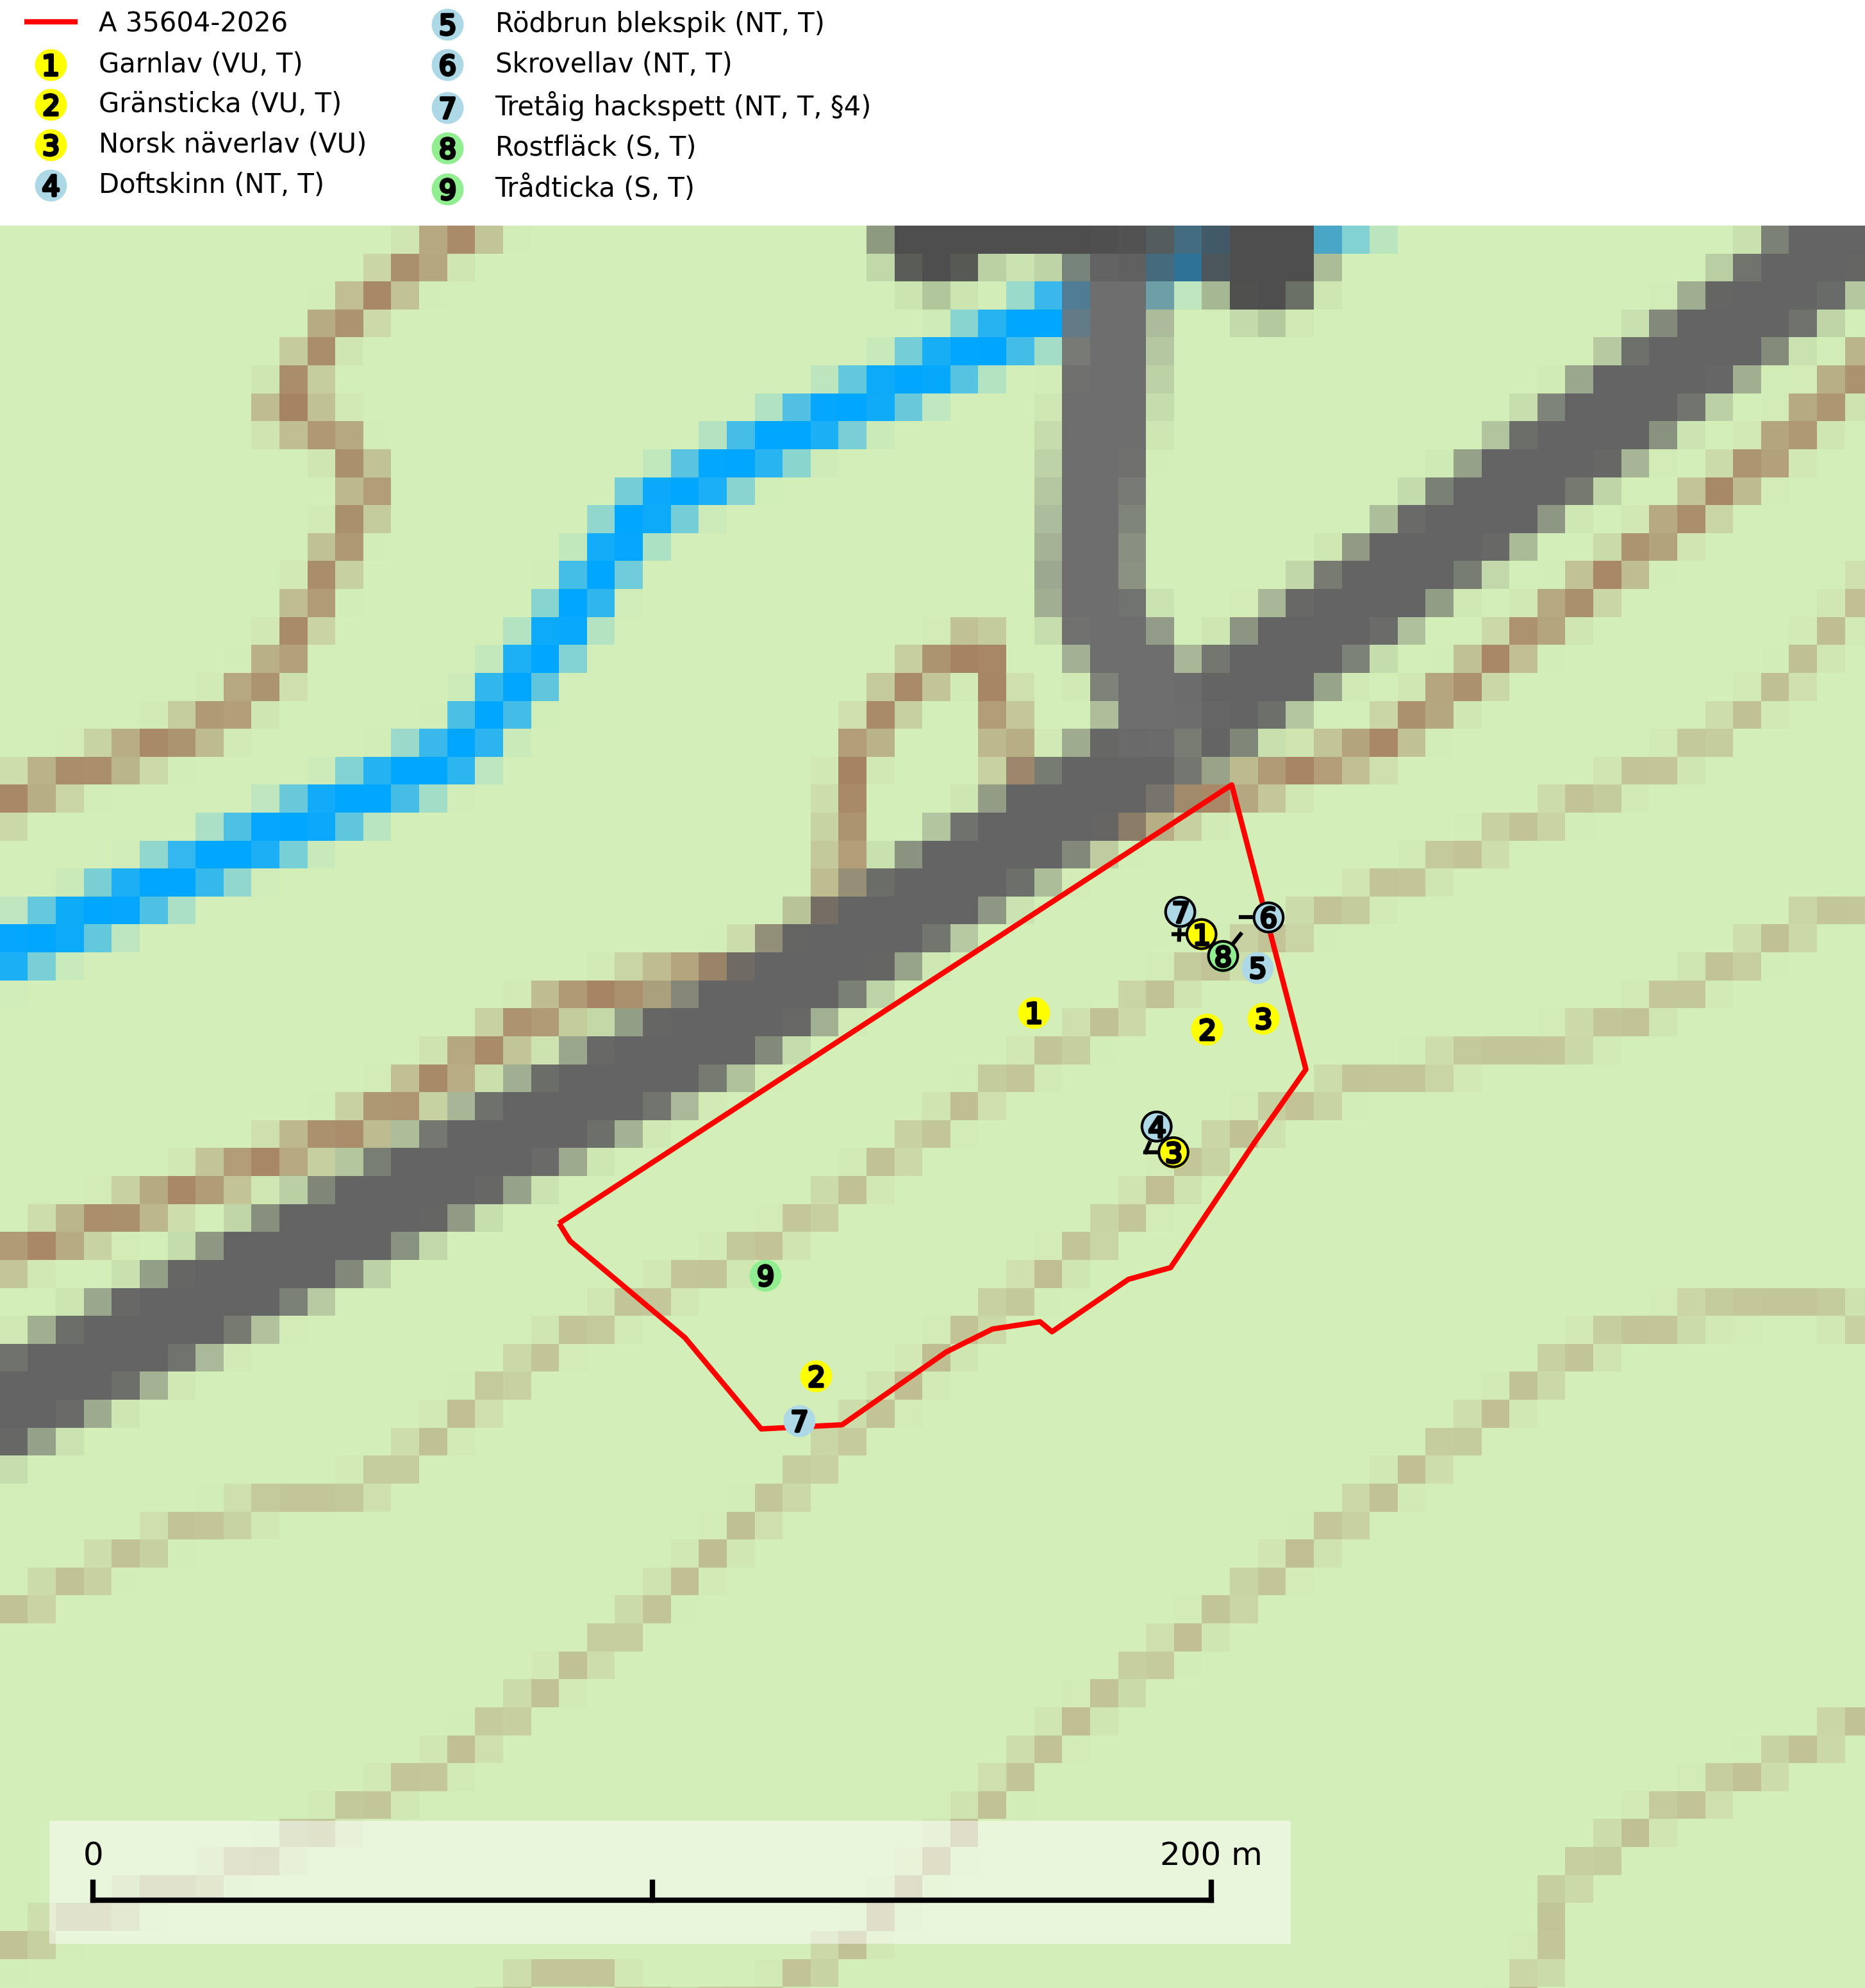 A 35604-2026
1 Garnlav (VU, T)
2 Gränsticka (VU, T)
3 Norsk näverlav (VU)
4 Doftskinn (NT, T)
5 Rödbrun blekspik (NT, T)
6 Skrovellav (NT, T)
7 Tretåig hackspett (NT, T, §4)
8 Rostfläck (S, T)
9 Trådticka (S, T)
7
6
1
8
5
1
3
2
4
3
9
2
7
0 200 m